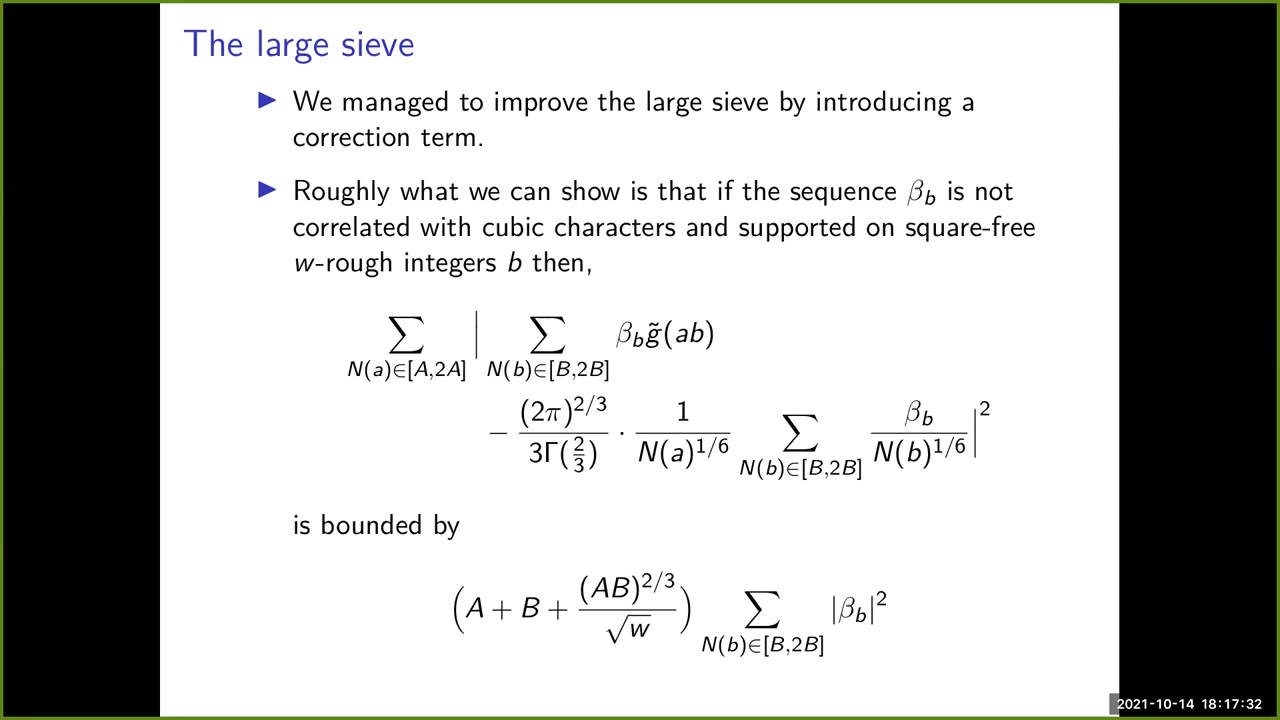 The large sieve
▶ We managed to improve the large sieve by introducing a
correction term.
▶ Roughly what we can show is that if the sequence β_b is not
correlated with cubic characters and supported on square-free
w-rough integers b then,
∑_{N(a)∈[A,2A]} | ∑_{N(b)∈[B,2B]} β_b g̃(ab)
− (2π)^{2/3} / 3Γ(2/3) · 1 / N(a)^{1/6} ∑_{N(b)∈[B,2B]} β_b / N(b)^{1/6} |^2
is bounded by
(A + B + (AB)^{2/3} / √w) ∑_{N(b)∈[B,2B]} |β_b|^2
2021-10-14 18:17:32